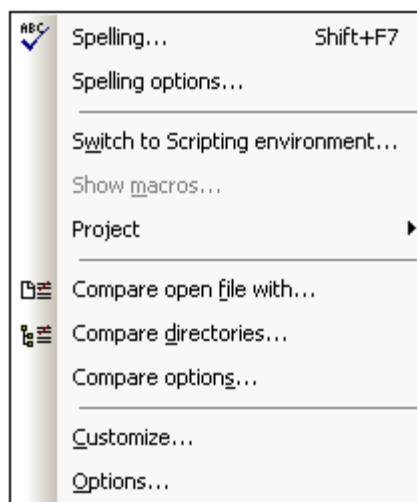 ABC
Spelling... Shift+F7
Spelling options...
Switch to Scripting environment...
Show macros...
Project
Compare open file with...
Compare directories...
Compare options...
Customize...
Options...